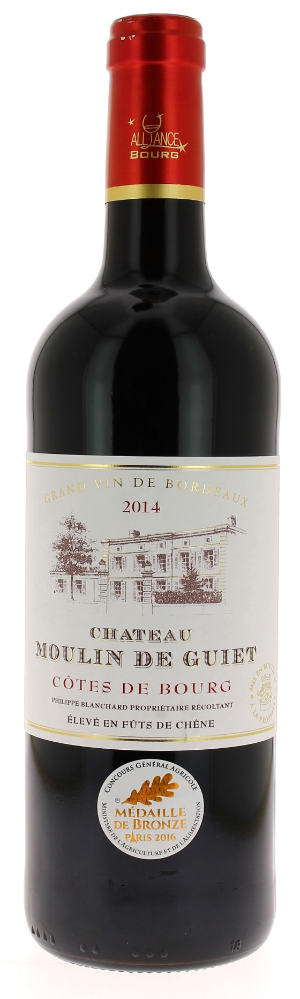 ALLIANCE
BOURG
GRAND VIN DE BORDEAUX
2014
CHATEAU
MOULIN DE GUIET
CÔTES DE BOURG
PHILIPPE BLANCHARD PROPRIÉTAIRE RÉCOLTANT
ÉLEVÉ EN FÛTS DE CHÊNE
★ MIS EN BOUTEILLE
À LA PROPRIÉTÉ
CONCOURS GÉNÉRAL AGRICOLE
®
MÉDAILLE
DE BRONZE
PARIS 2016
MINISTERE DE L'AGRICULTURE ET DE L'ALIMENTATION